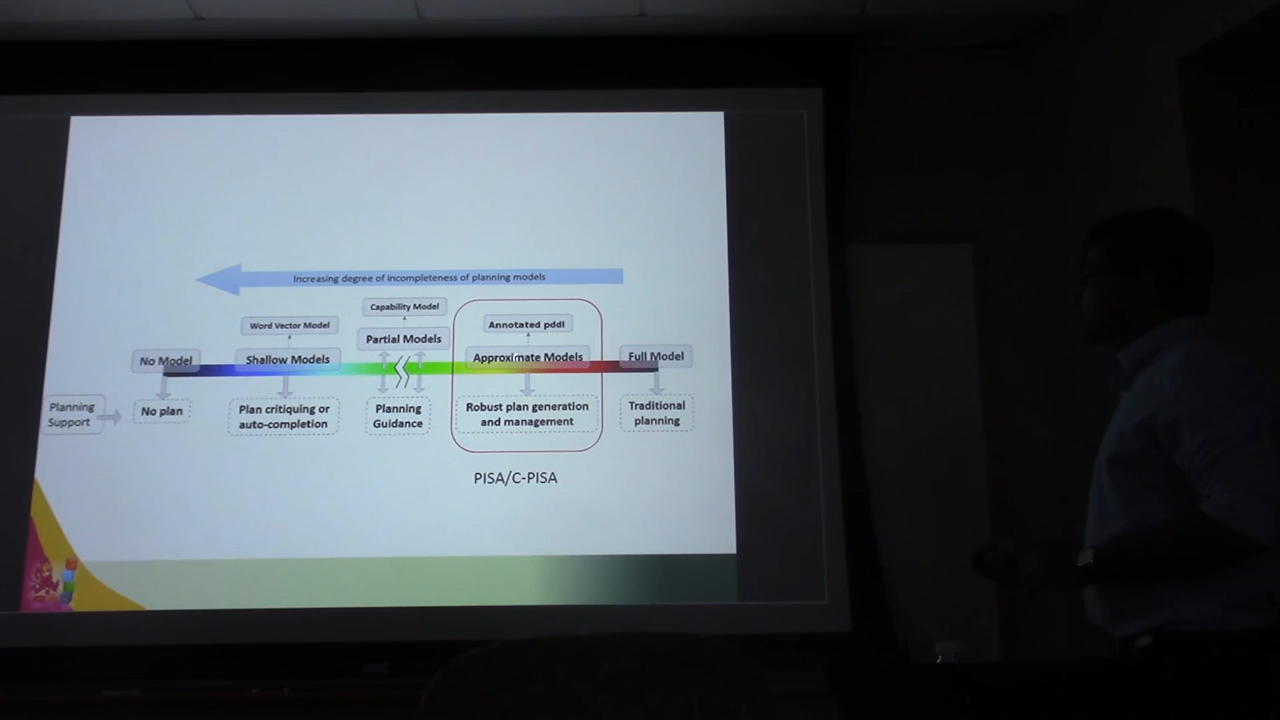 Increasing degree of incompleteness of planning models
Capability Model
Word Vector Model
Annotated pddl
Partial Models
No Model
Shallow Models
Approximate Models
Full Model
Planning
Support
No plan
Plan critiquing or
auto-completion
Planning
Guidance
Robust plan generation
and management
Traditional
planning
PISA/C-PISA